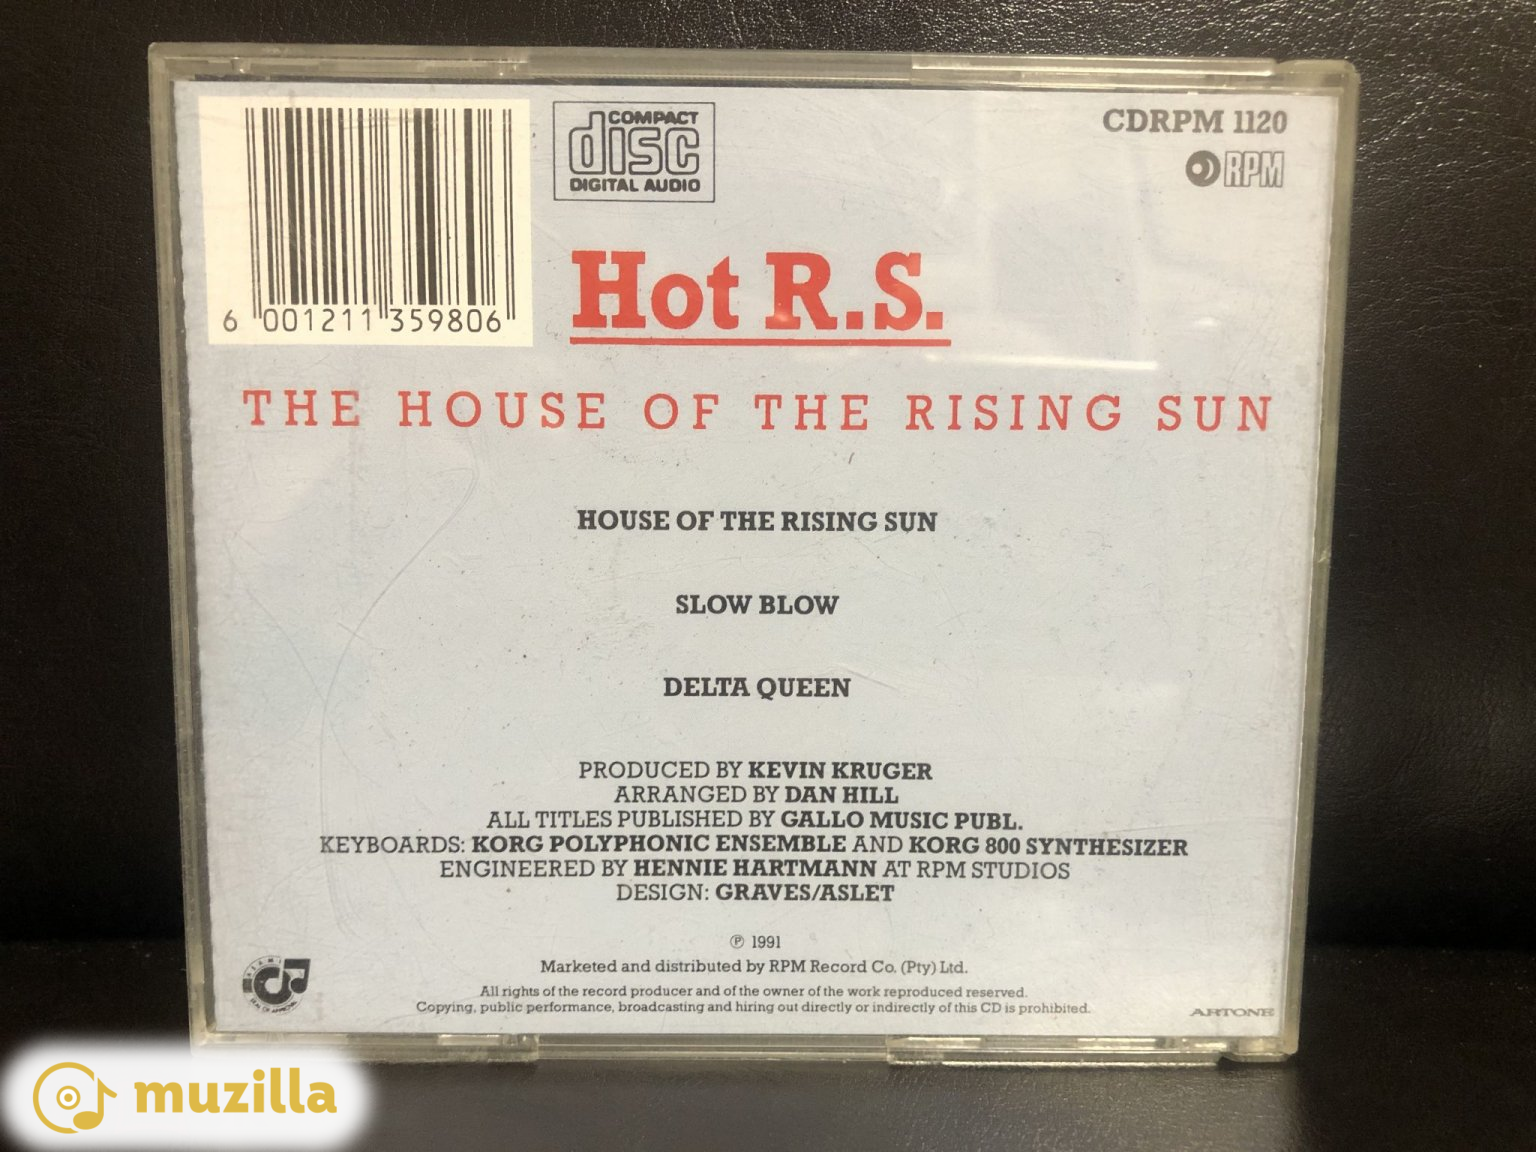 6 001211 359806
COMPACT
disc
DIGITAL AUDIO
CDRPM 1120
RPM
Hot R.S.
THE HOUSE OF THE RISING SUN
HOUSE OF THE RISING SUN
SLOW BLOW
DELTA QUEEN
PRODUCED BY KEVIN KRUGER
ARRANGED BY DAN HILL
ALL TITLES PUBLISHED BY GALLO MUSIC PUBL.
KEYBOARDS: KORG POLYPHONIC ENSEMBLE AND KORG 800 SYNTHESIZER
ENGINEERED BY HENNIE HARTMANN AT RPM STUDIOS
DESIGN: GRAVES/ASLET
℗ 1991
Marketed and distributed by RPM Record Co. (Pty) Ltd.
All rights of the record producer and of the owner of the work reproduced reserved.
Copying, public performance, broadcasting and hiring out directly or indirectly of this CD is prohibited.
ARTONE
muzilla